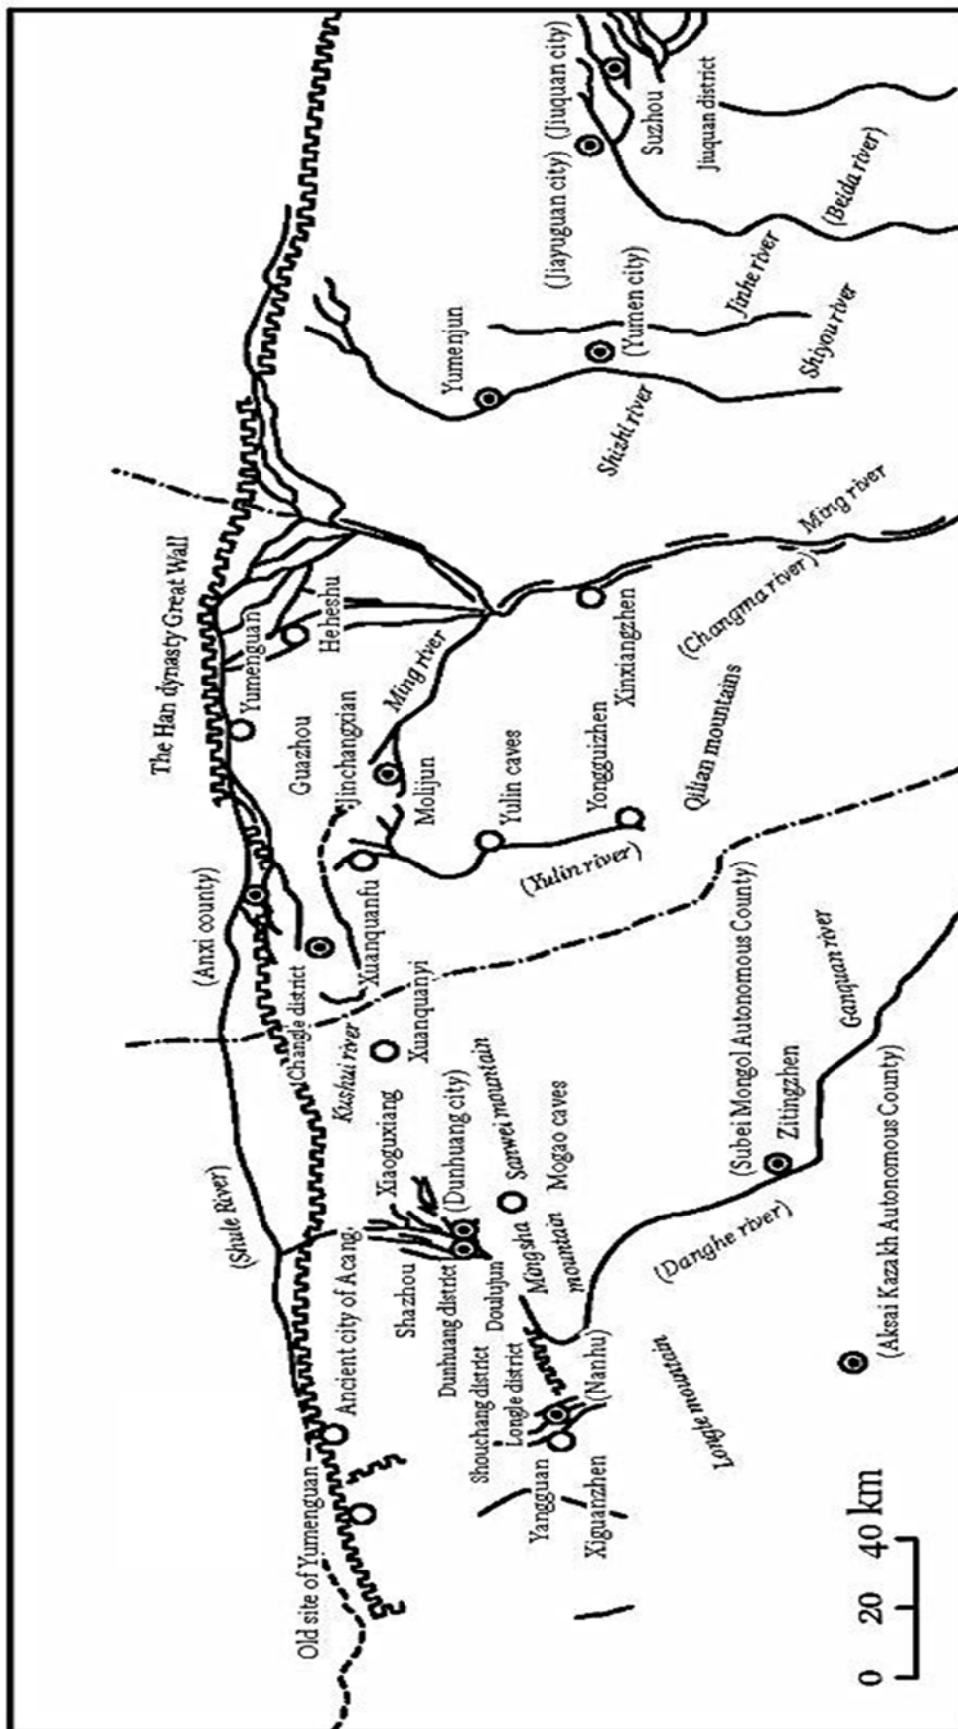 The Han dynasty Great Wall
(Shule River)
(Anxi county)
Old site of Yumenguan
Ancient city of Acang
Changle district
Guazhou
Yumenguan
Heheshu
Kushui river
Xuanquanfu
Jinchangxian
Ming river
Yumenjun
(Jiayuguan city)
(Jiuquan city)
Shazhou
Xiaoguxiang
Xuanquanyi
Molijun
Dunhuang district
(Dunhuang city)
Suzhou
Jiuquan district
Shouchang district
Longle district
Doulujun
Sanwei mountain
Yulin caves
Yangguan
Mingsha
mountain
Mogao caves
Yongguizhen
Xinxiangzhen
Shizhi river
(Yumen city)
Xiguanzhen
(Nanhu)
(Yulin river)
Longle mountain
(Danghe river)
Qilian mountains
(Changma river)
Ming river
Jinhe river
Shiyou river
(Beida river)
(Subei Mongol Autonomous County)
Zitingzhen
Ganquan river
(Aksai Kazakh Autonomous County)
0 20 40 km